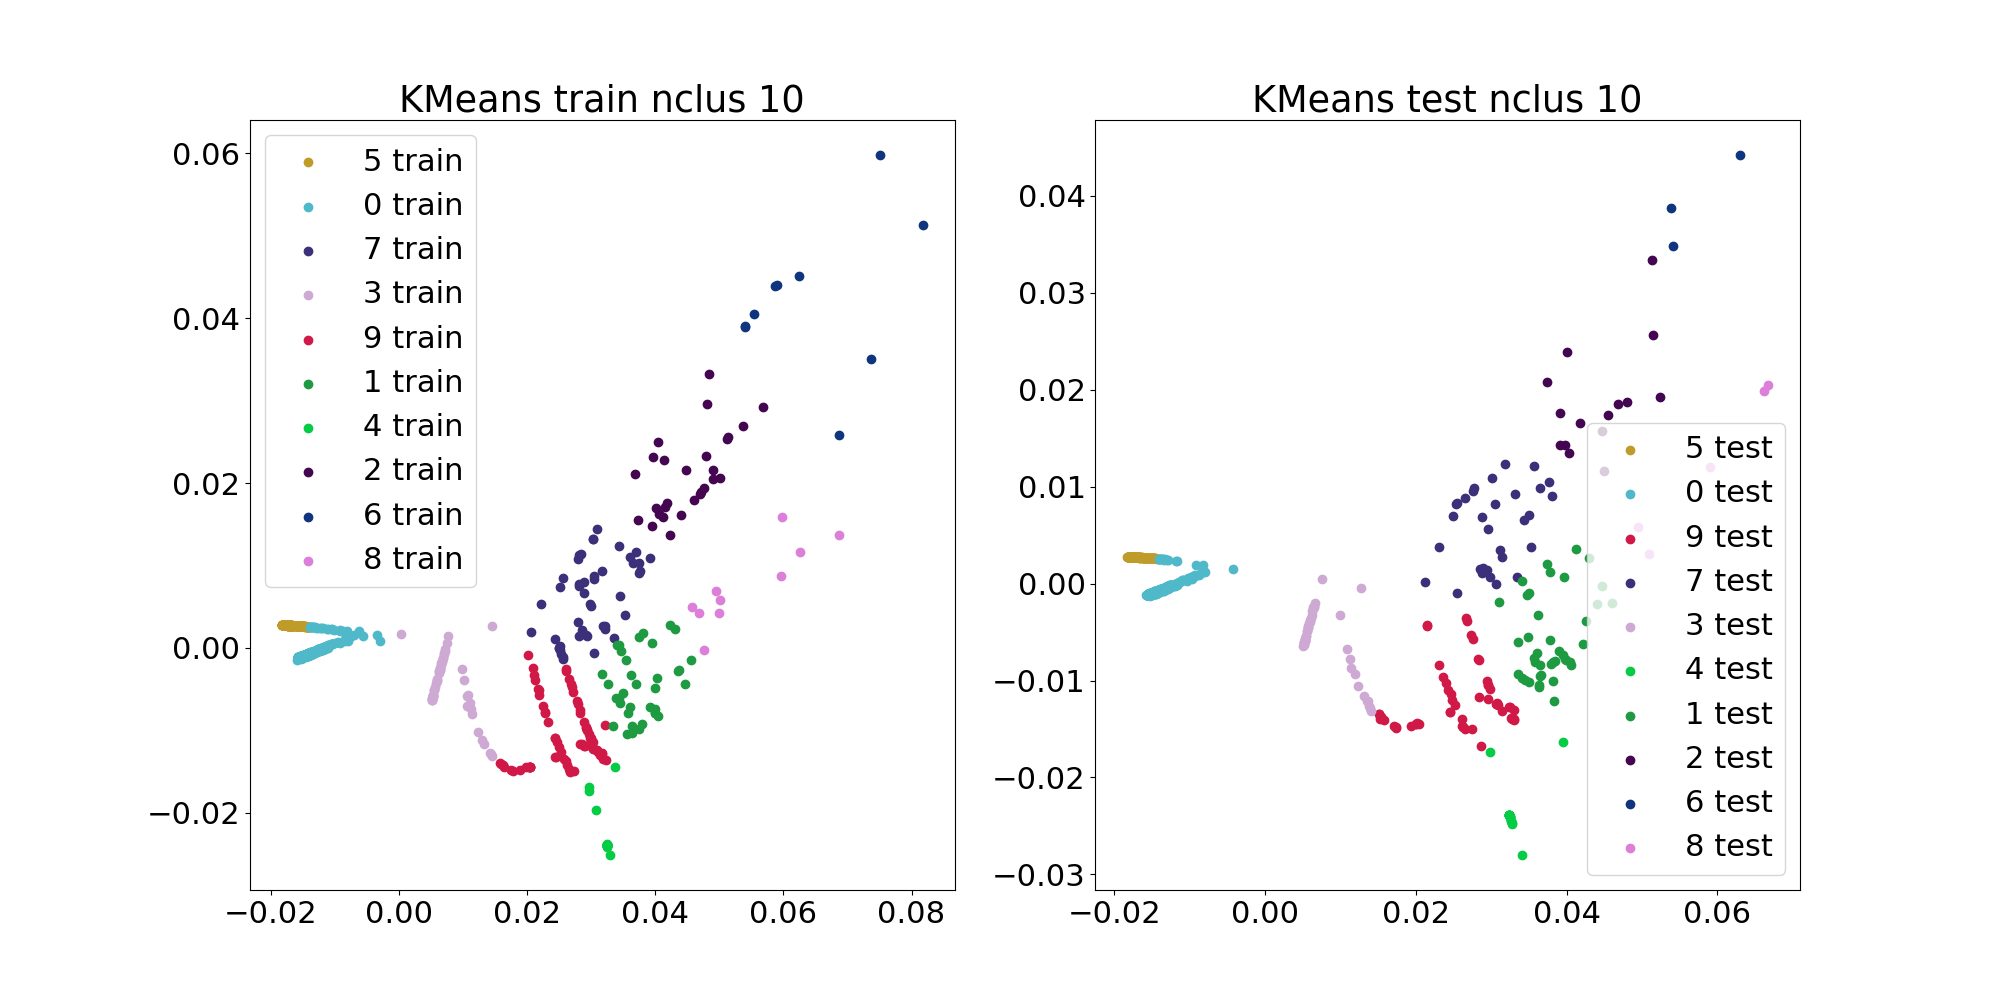 KMeans train nclus 10
0.06
0.04
0.02
0.00
−0.02
5 train
0 train
7 train
3 train
9 train
1 train
4 train
2 train
6 train
8 train
−0.02 0.00 0.02 0.04 0.06 0.08
KMeans test nclus 10
0.04
0.03
0.02
0.01
0.00
−0.01
−0.02
−0.03
5 test
0 test
9 test
7 test
3 test
4 test
1 test
2 test
6 test
8 test
−0.02 0.00 0.02 0.04 0.06